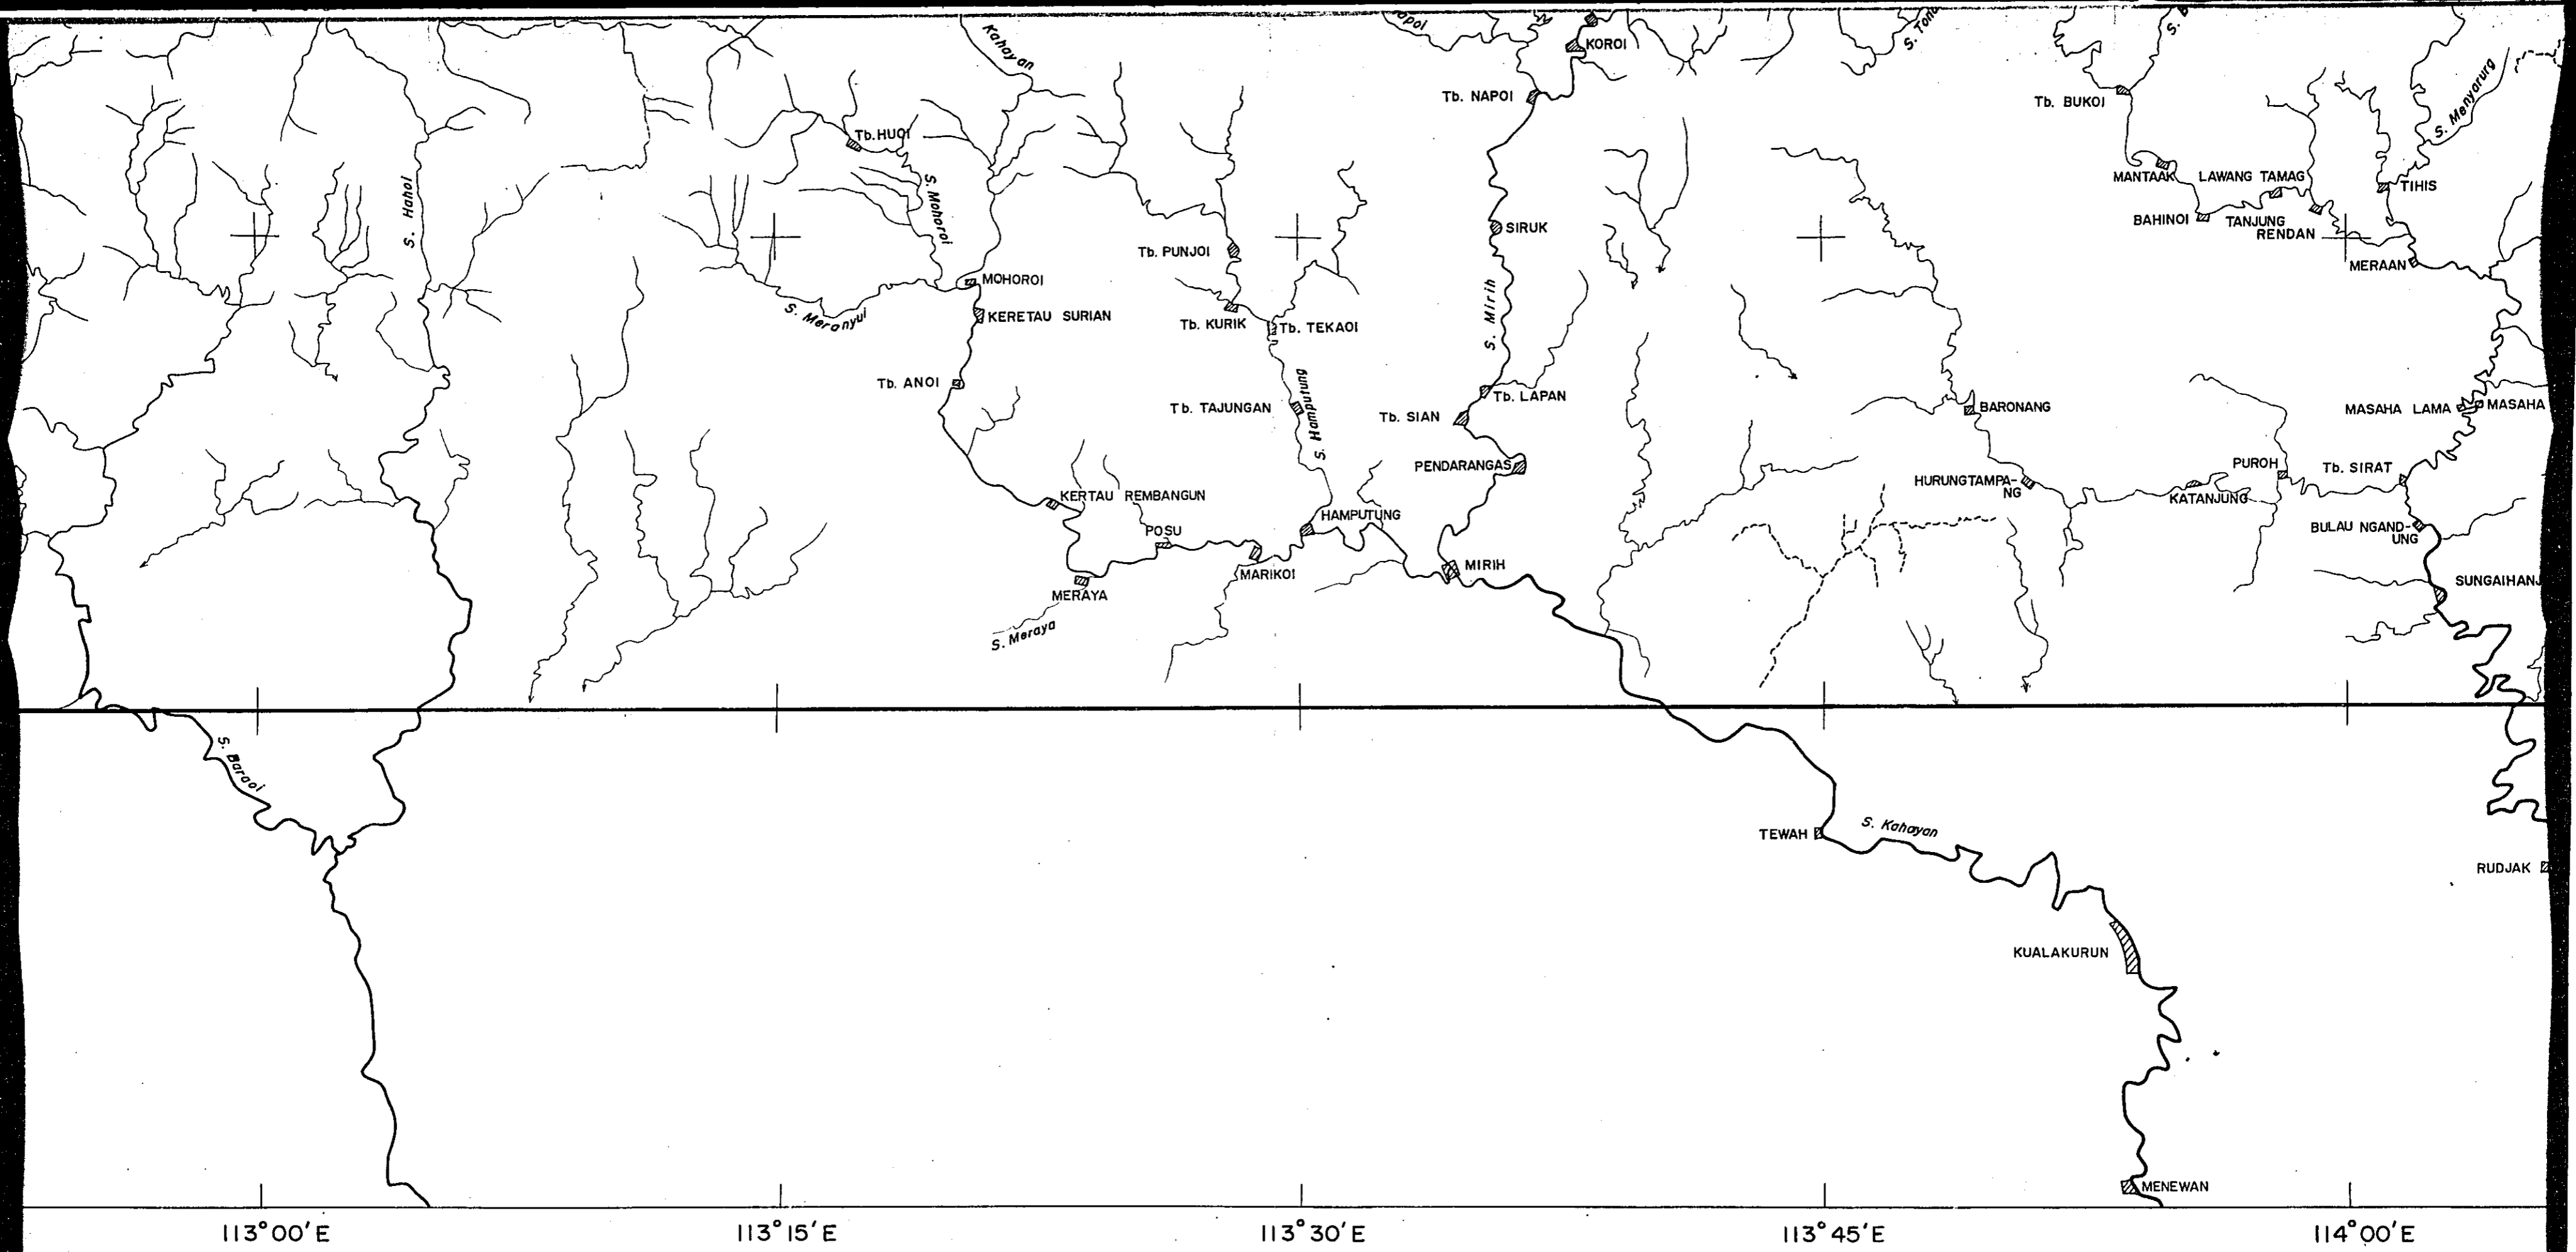 Kahayan
KOROI
Tb. NAPOI
Tb. BUKOI
S. Menyarurg
Tb. HUOI
MANTAAK
LAWANG TAMAG
TIHIS
S. Hahoi
S. Mohoroi
BAHINOI
TANJUNG
RENDAN
SIRUK
Tb. PUNJOI
MERAAN
MOHOROI
S. Meranyui
KERETAU SURIAN
Tb. KURIK
Tb. TEKAOI
S. Mirih
Tb. ANOI
Tb. TAJUNGAN
S. Hamputung
Tb. LAPAN
Tb. SIAN
BARONANG
MASAHA LAMA
MASAHA
PENDARANGAS
PUROH
Tb. SIRAT
HURUNGTAMPA-
NG
KATANJUNG
KERTAU REMBANGUN
HAMPUTUNG
POSU
BULAU NGAND-
UNG
MARIKOI
MIRIH
MERAYA
SUNGAIHANJ
S. Meraya
S. Baraoi
TEWAH
S. Kahayan
RUDJAK
KUALAKURUN
MENEWAN
113°00'E
113°15'E
113°30'E
113°45'E
114°00'E